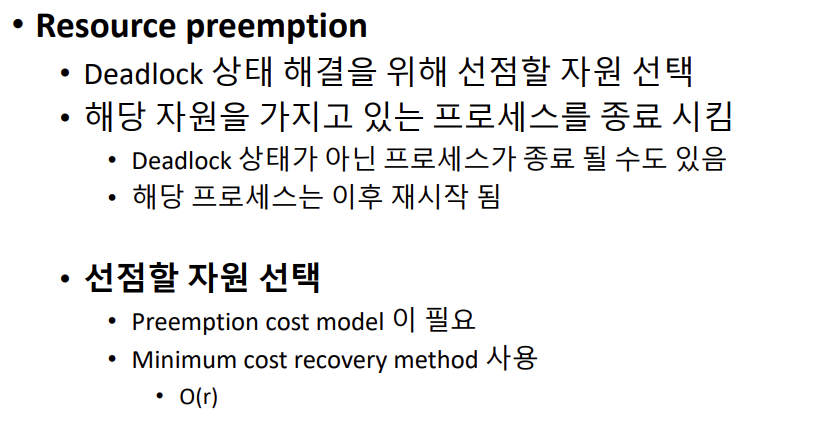 • Resource preemption
• Deadlock 상태 해결을 위해 선점할 자원 선택
• 해당 자원을 가지고 있는 프로세스를 종료 시킴
• Deadlock 상태가 아닌 프로세스가 종료 될 수도 있음
• 해당 프로세스는 이후 재시작 됨
• 선점할 자원 선택
• Preemption cost model 이 필요
• Minimum cost recovery method 사용
• O(r)